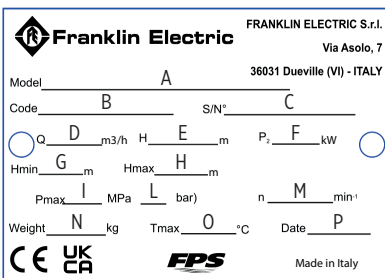 Franklin Electric
FRANKLIN ELECTRIC S.r.l.
Via Asolo, 7
36031 Dueville (VI) - ITALY
Model A
Code B S/N° C
Q D m3/h H E m P₂ F kW
Hmin G m Hmax H m
Pmax I MPa L bar) n M min-¹
Weight N kg Tmax O °C Date P
CE UK CA FPS Made in Italy